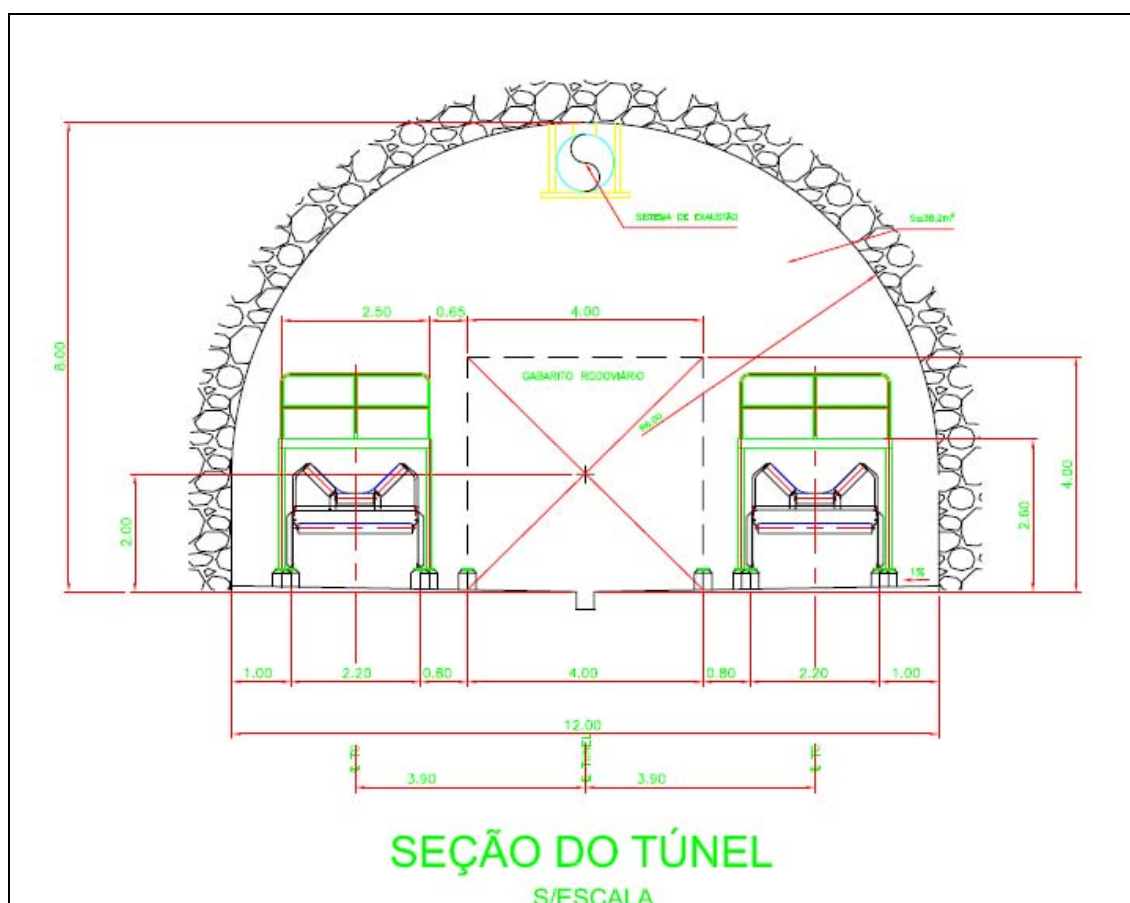 SISTEMA DE EXAUSTÃO
2.50
0.65
4.00
8.00
GABARITO RODOVIÁRIO
R6.00
4.00
2.60
2.00
1%
1.00
2.20
0.80
4.00
0.80
2.20
1.00
12.00
℄ TC
℄ TÚNEL
℄ TC
3.90
3.90
SEÇÃO DO TÚNEL
S/ESCALA